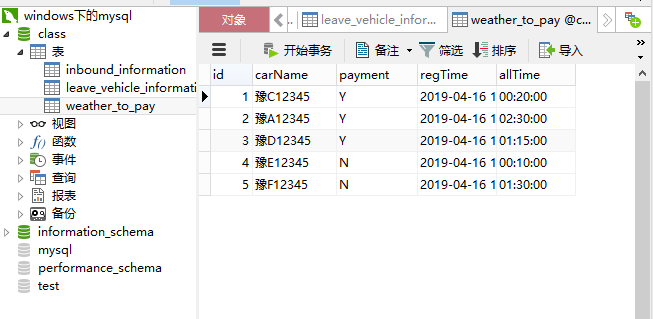 windows下的mysql
class
表
inbound_information
leave_vehicle_informati
weather_to_pay
视图
函数
事件
查询
报表
备份
information_schema
mysql
performance_schema
test
对象 leave_vehicle_infor... weather_to_pay @c...
开始事务 备注 筛选 排序 导入
id carName payment regTime allTime
1 豫C12345 Y 2019-04-16 1 00:20:00
2 豫A12345 Y 2019-04-16 1 02:30:00
3 豫D12345 Y 2019-04-16 1 01:15:00
4 豫E12345 N 2019-04-16 1 00:10:00
5 豫F12345 N 2019-04-16 1 01:30:00